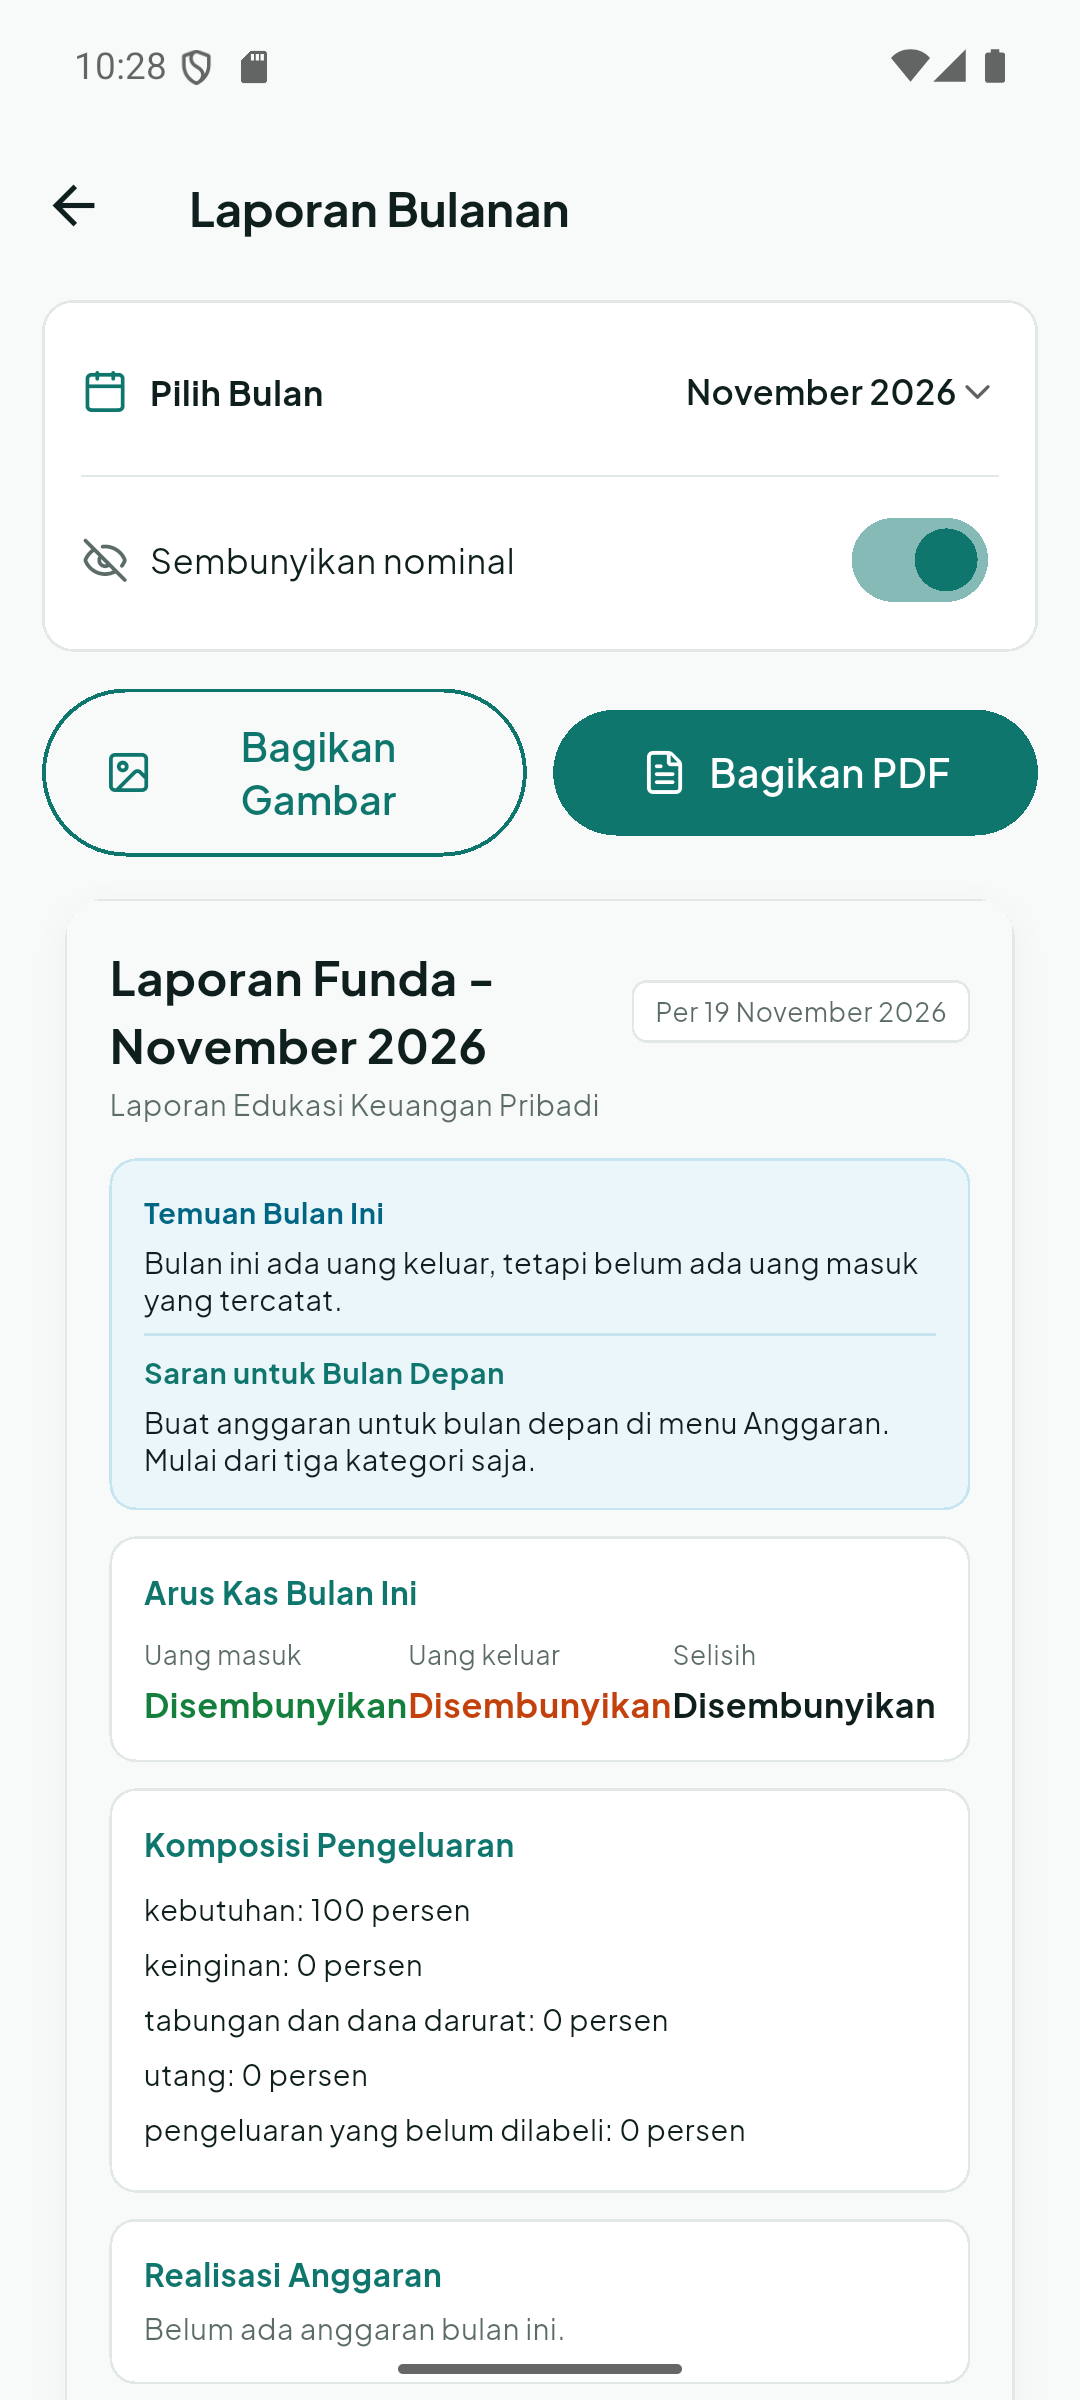 10:28
Laporan Bulanan
Pilih Bulan
November 2026
Sembunyikan nominal
Bagikan
Gambar
Bagikan PDF
Laporan Funda -
November 2026
Per 19 November 2026
Laporan Edukasi Keuangan Pribadi
Temuan Bulan Ini
Bulan ini ada uang keluar, tetapi belum ada uang masuk
yang tercatat.
Saran untuk Bulan Depan
Buat anggaran untuk bulan depan di menu Anggaran.
Mulai dari tiga kategori saja.
Arus Kas Bulan Ini
Uang masuk Uang keluar Selisih
Disembunyikan Disembunyikan Disembunyikan
Komposisi Pengeluaran
kebutuhan: 100 persen
keinginan: 0 persen
tabungan dan dana darurat: 0 persen
utang: 0 persen
pengeluaran yang belum dilabeli: 0 persen
Realisasi Anggaran
Belum ada anggaran bulan ini.